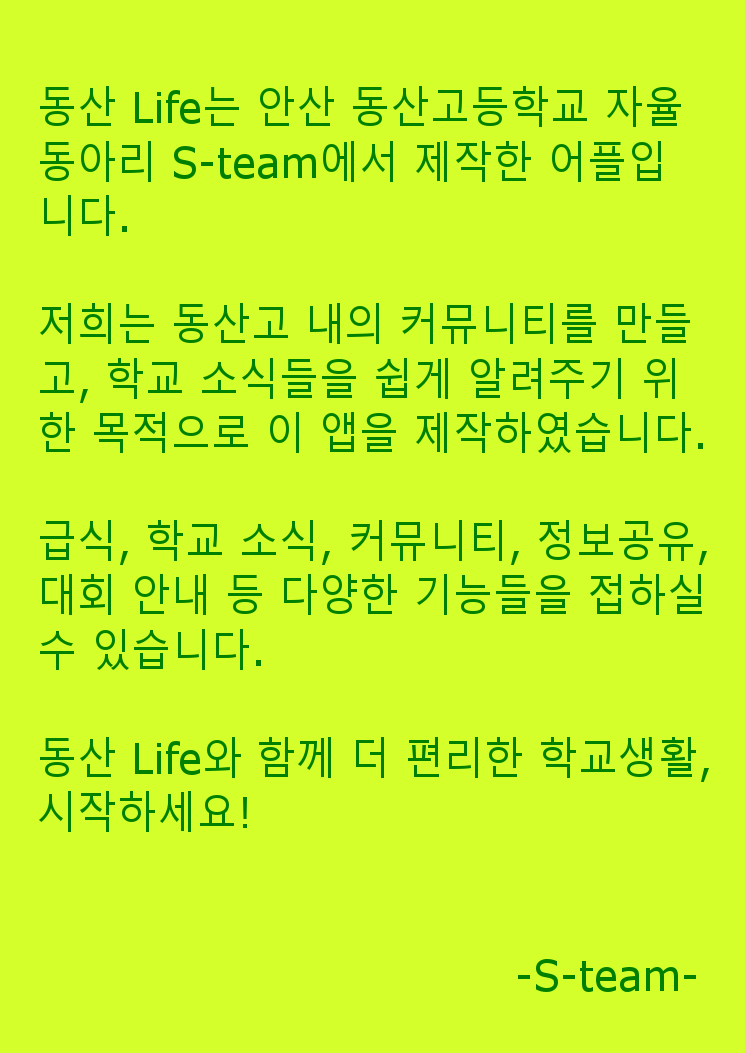 동산 Life는 안산 동산고등학교 자율
동아리 S-team에서 제작한 어플입
니다.
저희는 동산고 내의 커뮤니티를 만들
고, 학교 소식들을 쉽게 알려주기 위
한 목적으로 이 앱을 제작하였습니다.
급식, 학교 소식, 커뮤니티, 정보공유,
대회 안내 등 다양한 기능들을 접하실
수 있습니다.
동산 Life와 함께 더 편리한 학교생활,
시작하세요!
-S-team-